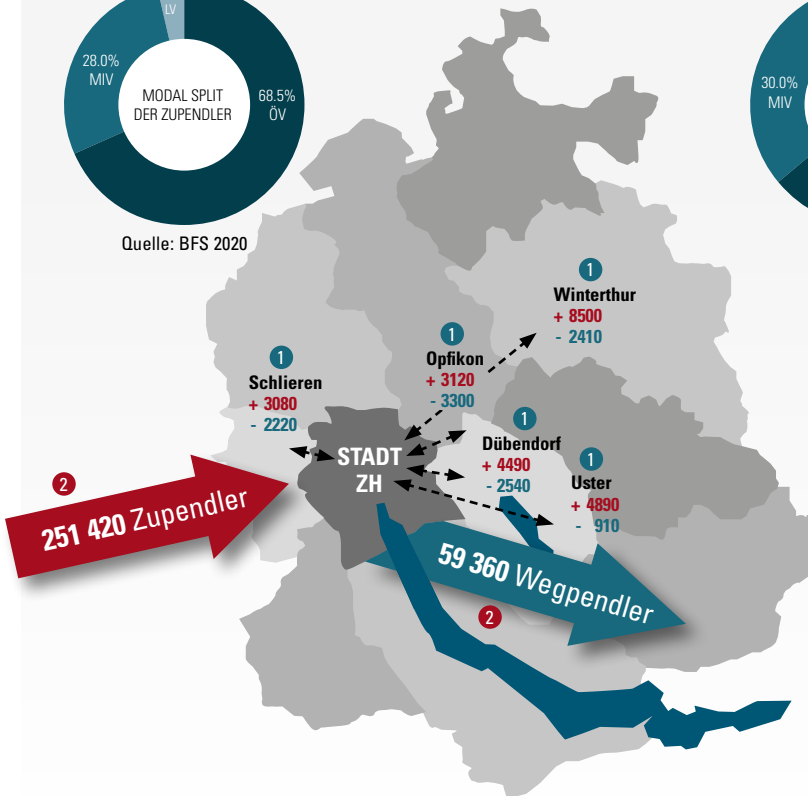 LV
28.0%
MIV
MODAL SPLIT
DER ZUPENDLER
68.5%
ÖV
30.0%
MIV
Quelle: BFS 2020
1
Winterthur
+ 8500
- 2410
1
Opfikon
+ 3120
- 3300
1
Schlieren
+ 3080
- 2220
1
Dübendorf
+ 4490
- 2540
1
Uster
+ 4890
- 910
STADT
ZH
2
251 420 Zupendler
59 360 Wegpendler
2